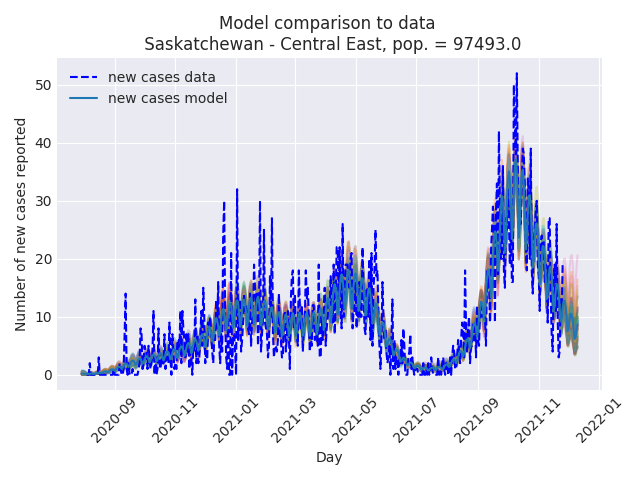 Model comparison to data
Saskatchewan - Central East, pop. = 97493.0
new cases data
new cases model
Number of new cases reported
50
40
30
20
10
0
2020-09
2020-11
2021-01
2021-03
2021-05
2021-07
2021-09
2021-11
2022-01
Day